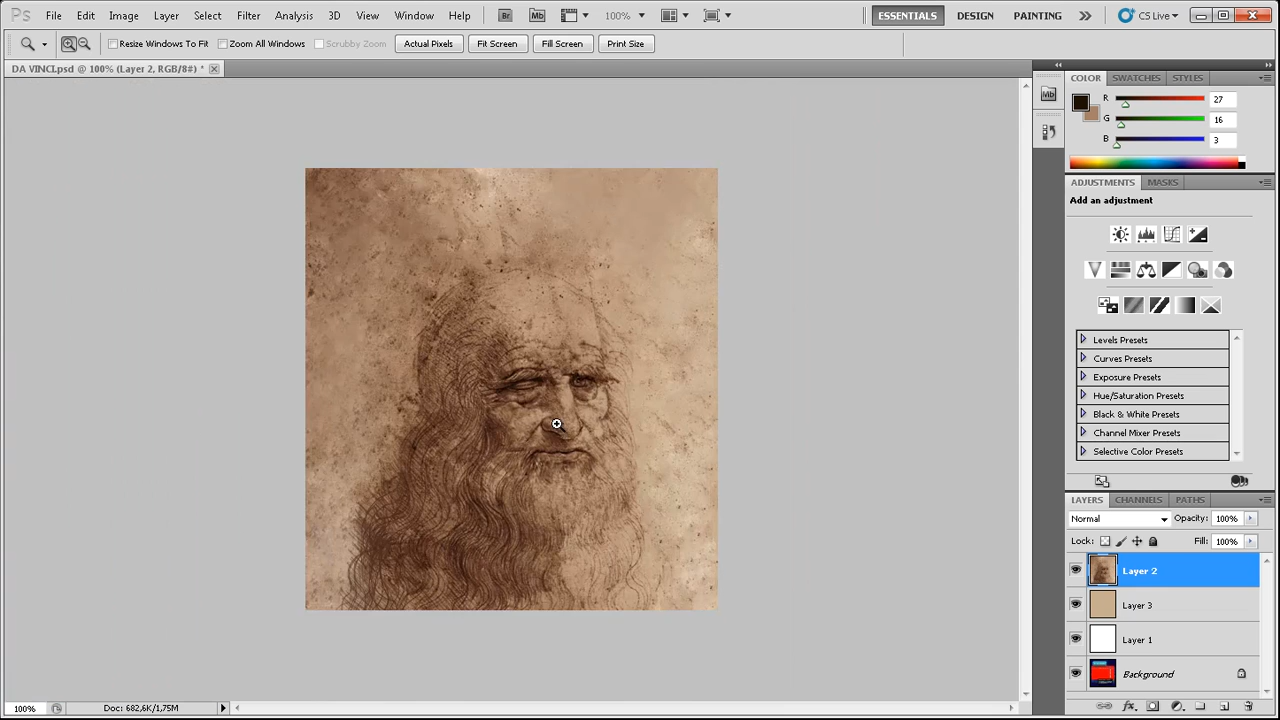 Ps File Edit Image Layer Select Filter Analysis 3D View Window Help Br Mb 100% ESSENTIALS DESIGN PAINTING CS Live
Resize Windows To Fit Zoom All Windows Scrubby Zoom Actual Pixels Fit Screen Fill Screen Print Size
DA VINCI.psd @ 100% (Layer 2, RGB/8#) *
Mb
COLOR SWATCHES STYLES
R 27
G 16
B 3
ADJUSTMENTS MASKS
Add an adjustment
Levels Presets
Curves Presets
Exposure Presets
Hue/Saturation Presets
Black & White Presets
Channel Mixer Presets
Selective Color Presets
LAYERS CHANNELS PATHS
Normal Opacity: 100%
Lock: Fill: 100%
Layer 2
Layer 3
Layer 1
Background
fx
100% Doc: 682,6K/1,75M